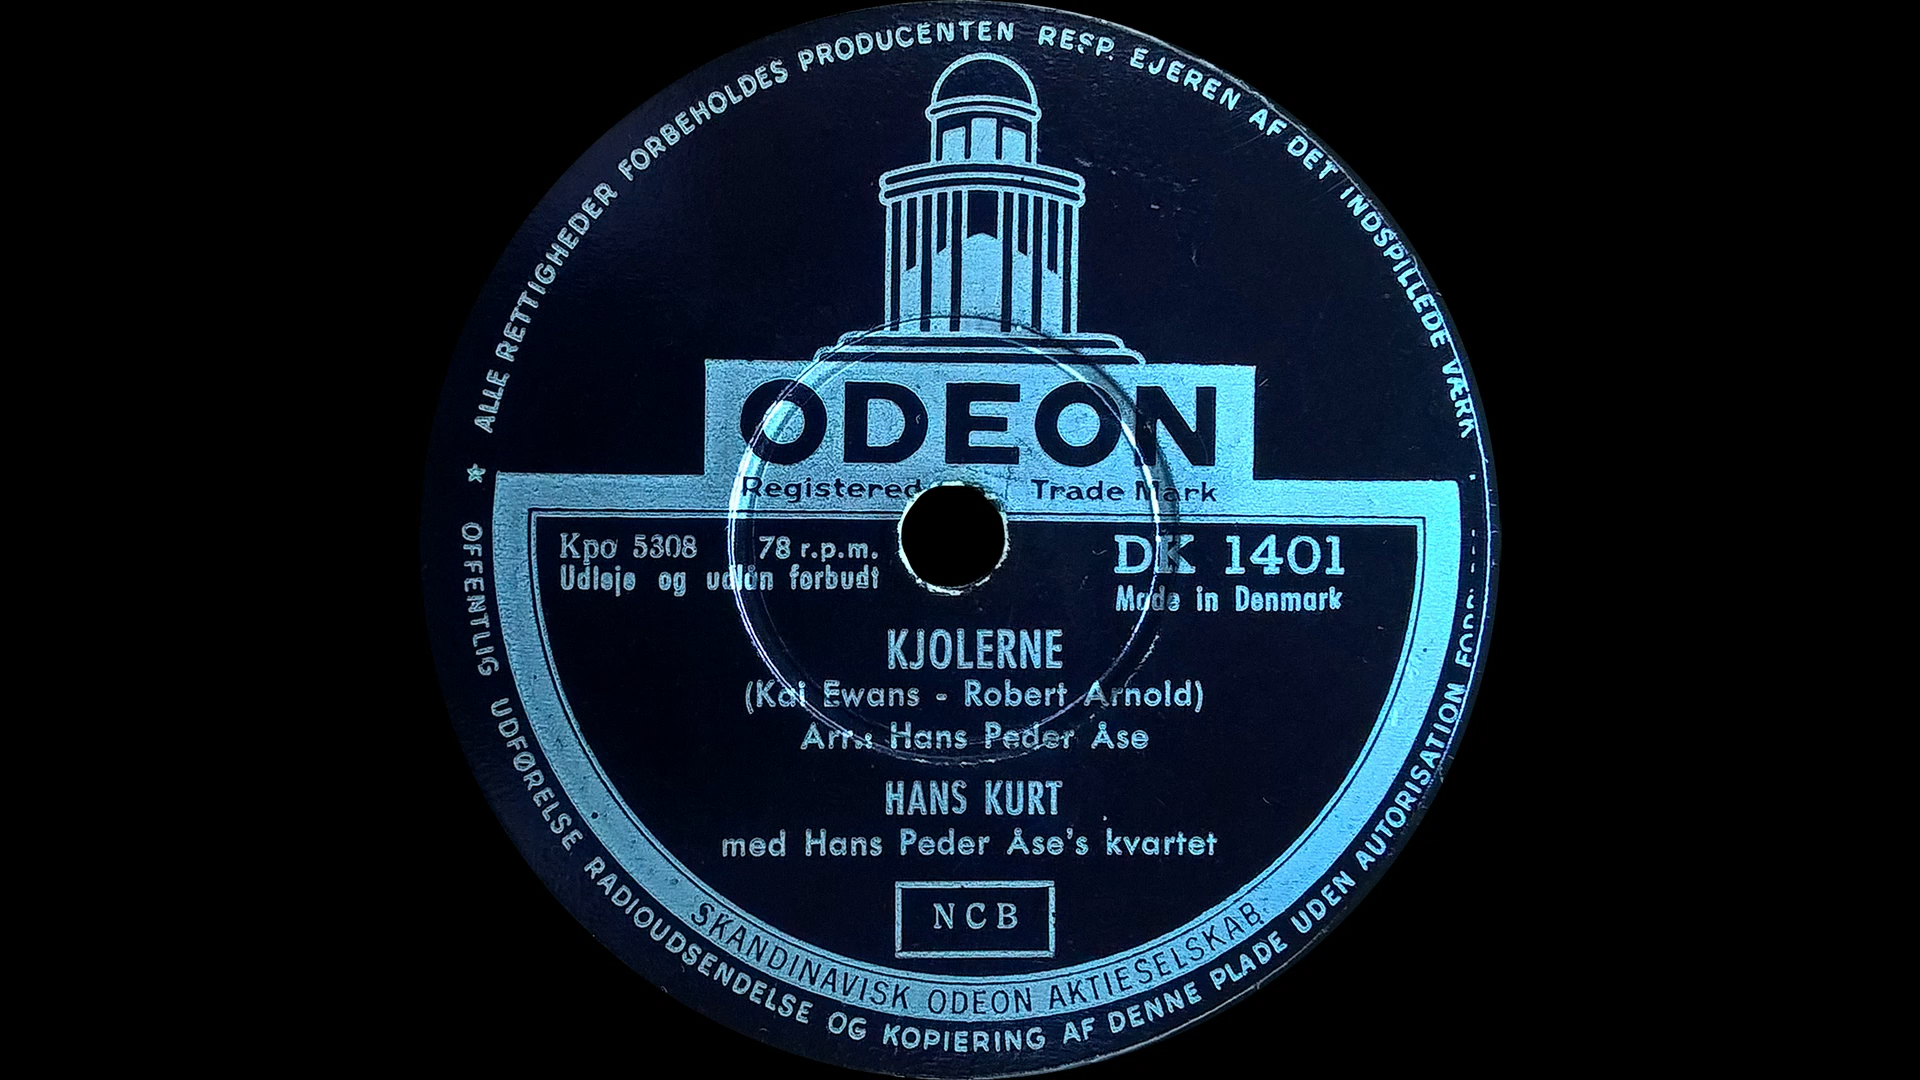 ALLE RETTIGHEDER FORBEHOLDES PRODUCENTEN RESP. EJEREN AF DET INDSPILLEDE VÆRK
ODEON
Registered Trade Mark
Kpo 5308 78 r.p.m.
Udleje og udlån forbudt
DK 1401
Made in Denmark
KJOLERNE
(Kai Ewans - Robert Arnold)
Arr.: Hans Peder Åse
HANS KURT
med Hans Peder Åse's kvartet
NCB
SKANDINAVISK ODEON AKTIESELSKAB
OFFENTLIG UDFØRELSE RADIOUDSENDELSE OG KOPIERING AF DENNE PLADE UDEN AUTORISATION